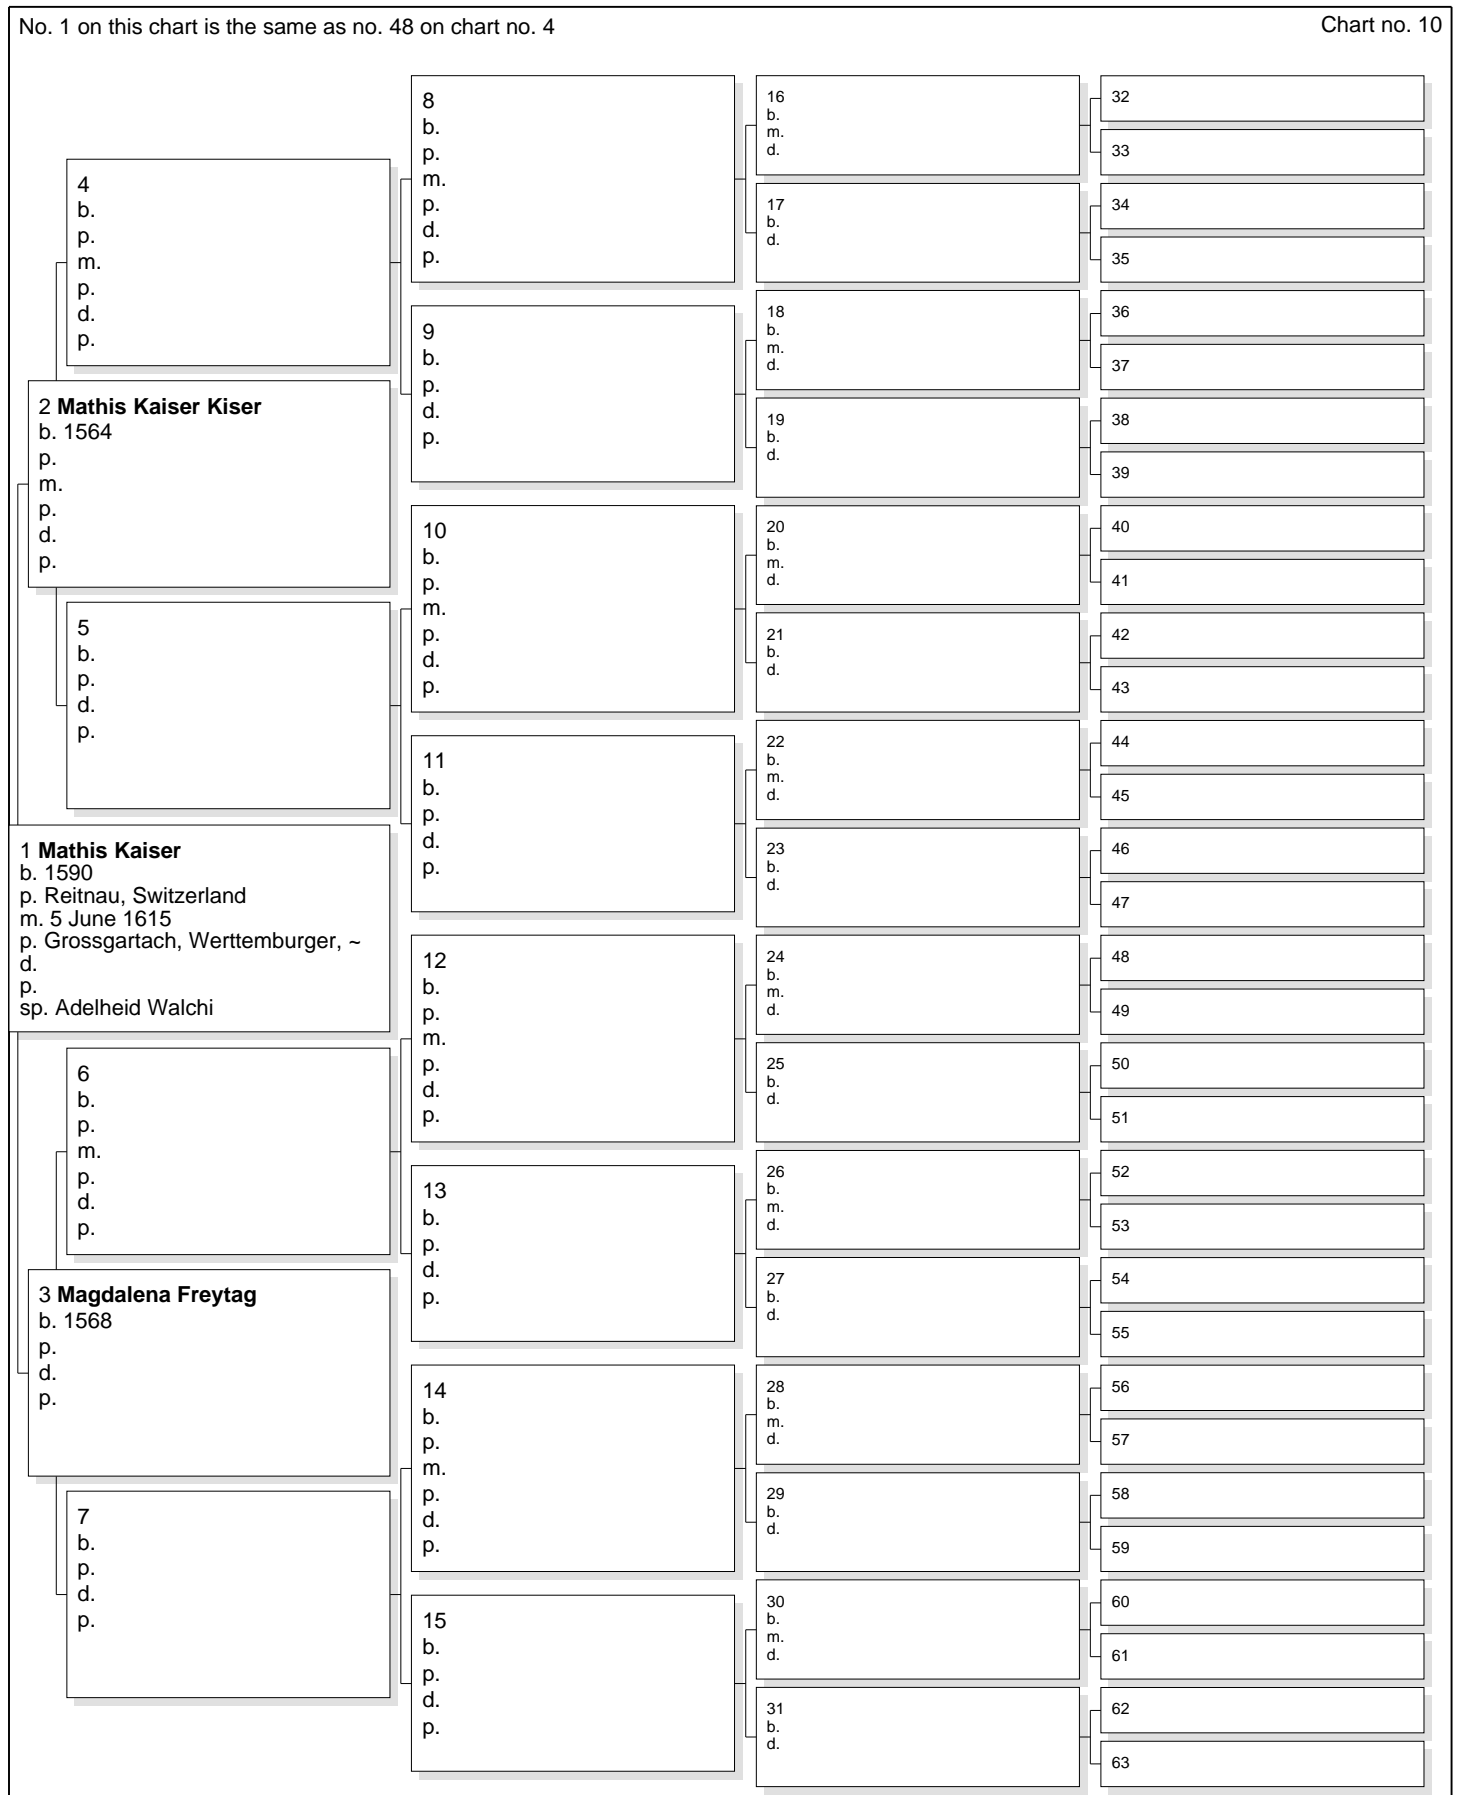 No. 1 on this chart is the same as no. 48 on chart no. 4
Chart no. 10
4
b.
p.
m.
p.
d.
p.
2 Mathis Kaiser Kiser
b. 1564
p.
m.
p.
d.
p.
5
b.
p.
d.
p.
1 Mathis Kaiser
b. 1590
p. Reitnau, Switzerland
m. 5 June 1615
p. Grossgartach, Werttemburger, ~
d.
p.
sp. Adelheid Walchi
6
b.
p.
m.
p.
d.
p.
3 Magdalena Freytag
b. 1568
p.
d.
p.
7
b.
p.
d.
p.
8
b.
p.
m.
p.
d.
p.
9
b.
p.
d.
p.
10
b.
p.
m.
p.
d.
p.
11
b.
p.
d.
p.
12
b.
p.
m.
p.
d.
p.
13
b.
p.
d.
p.
14
b.
p.
m.
p.
d.
p.
15
b.
p.
d.
p.
16
b.
m.
d.
17
b.
d.
18
b.
m.
d.
19
b.
d.
20
b.
m.
d.
21
b.
d.
22
b.
m.
d.
23
b.
d.
24
b.
m.
d.
25
b.
d.
26
b.
m.
d.
27
b.
d.
28
b.
m.
d.
29
b.
d.
30
b.
m.
d.
31
b.
d.
32
33
34
35
36
37
38
39
40
41
42
43
44
45
46
47
48
49
50
51
52
53
54
55
56
57
58
59
60
61
62
63